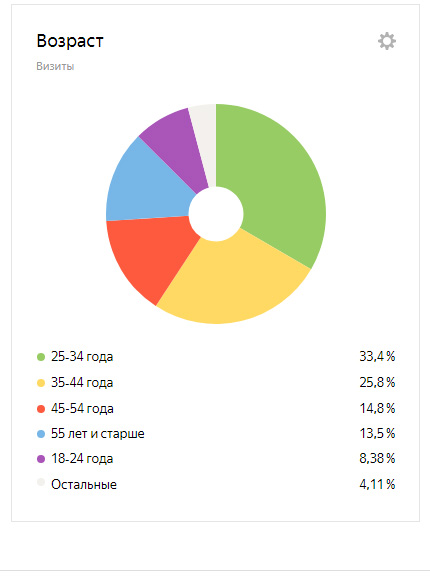 Возраст
Визиты
25-34 года 33,4 %
35-44 года 25,8 %
45-54 года 14,8 %
55 лет и старше 13,5 %
18-24 года 8,38 %
Остальные 4,11 %